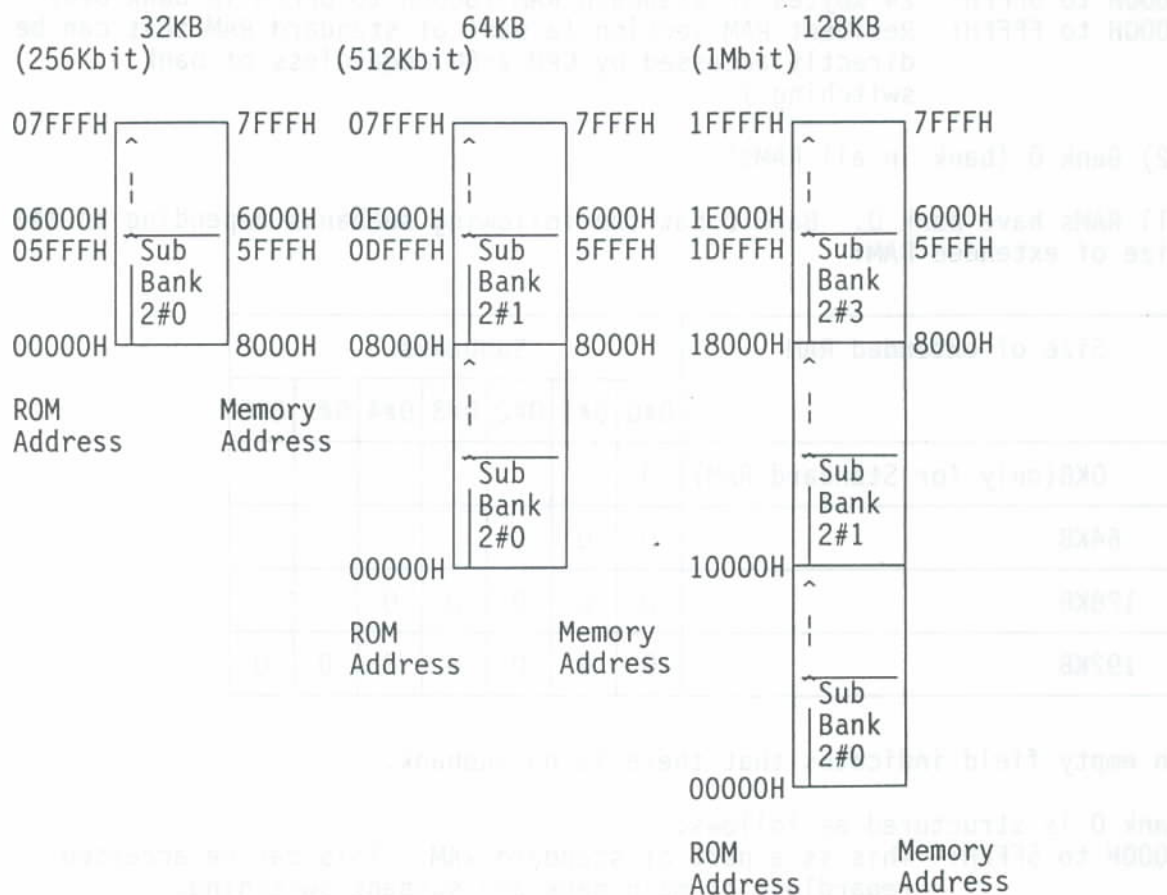 32KB 64KB 128KB
(256Kbit) (512Kbit) (1Mbit)
07FFFH 7FFFH 07FFFH 7FFFH 1FFFFH 7FFFH
06000H 6000H 0E000H 6000H 1E000H 6000H
05FFFH Sub 5FFFH 0DFFFH Sub 5FFFH 1DFFFH Sub 5FFFH
Bank Bank Bank
2#0 2#1 2#3
00000H 8000H 08000H 8000H 18000H 8000H
ROM Memory
Address Address
Sub Sub
Bank Bank
2#0 2#1
00000H 10000H
ROM Memory
Address Address
Sub
Bank
2#0
00000H
ROM Memory
Address Address